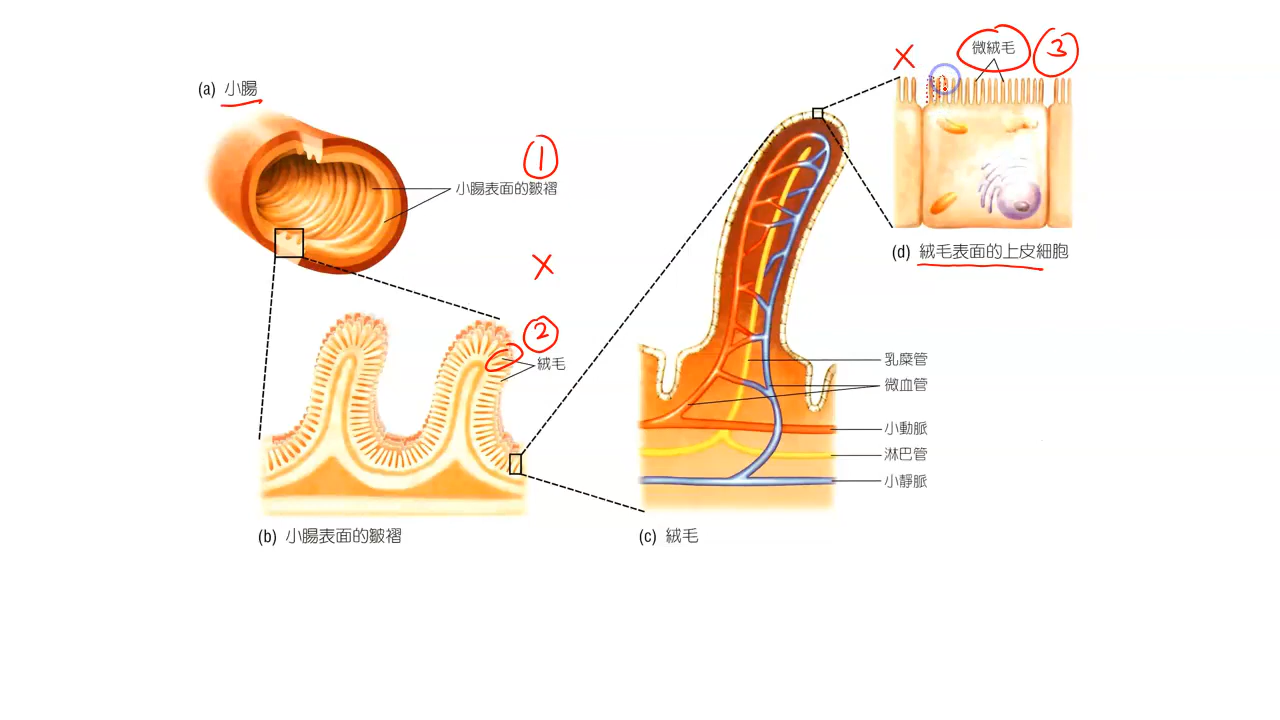 (a) 小腸
①
小腸表面的皺褶
X
②
絨毛
(b) 小腸表面的皺褶
乳糜管
微血管
小動脈
淋巴管
小靜脈
(c) 絨毛
X
微絨毛
③
(d) 絨毛表面的上皮細胞